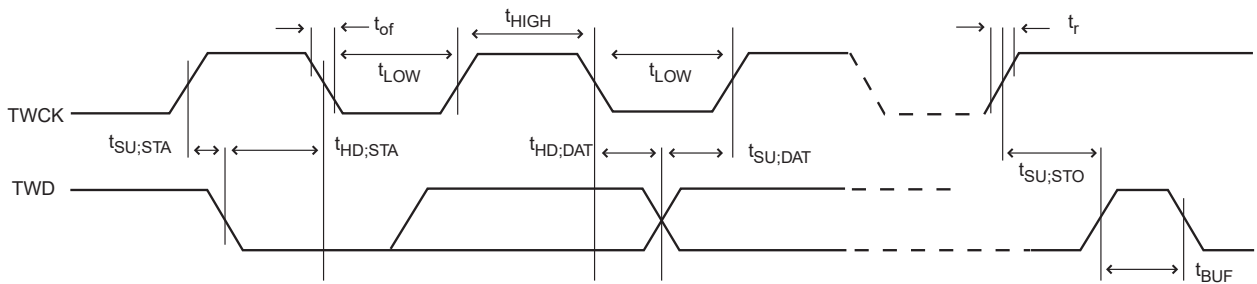 t_of
t_HIGH
t_r
t_LOW
t_LOW
TWCK
t_SU;STA
t_HD;STA
t_HD;DAT
t_SU;DAT
t_SU;STO
TWD
t_BUF